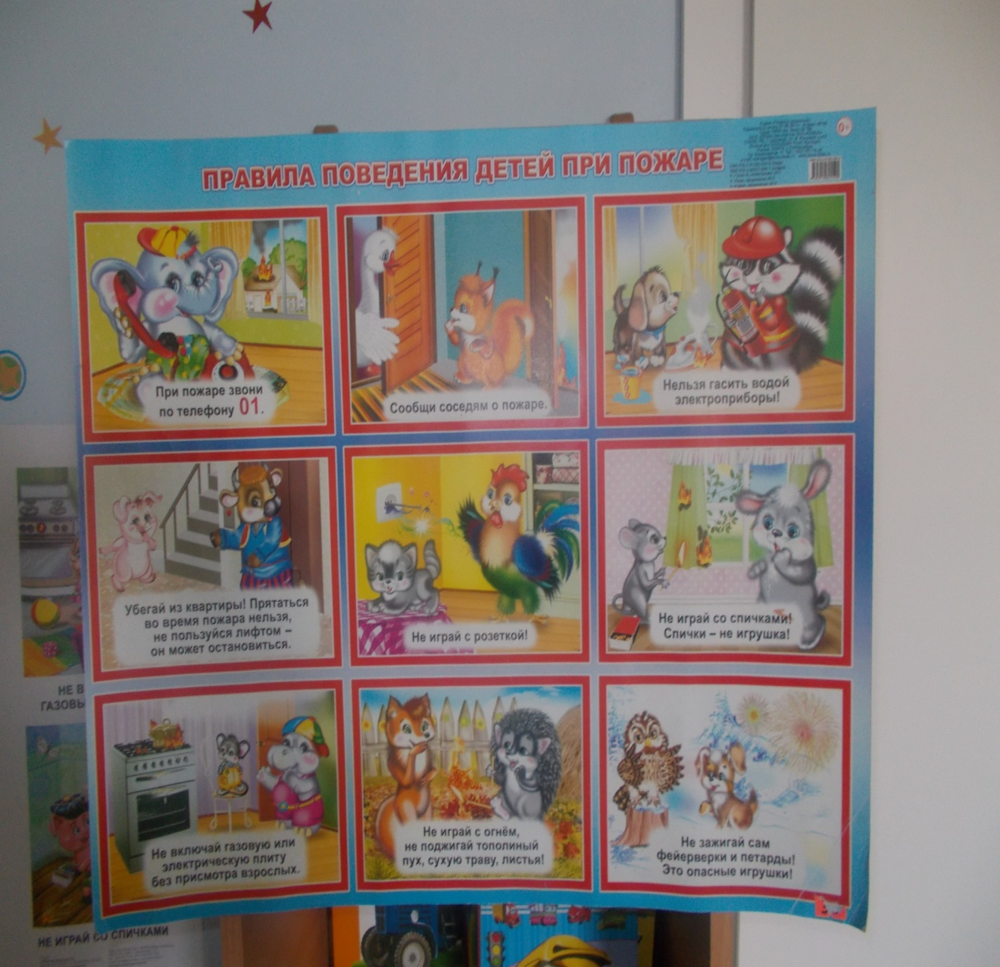 ПРАВИЛА ПОВЕДЕНИЯ ДЕТЕЙ ПРИ ПОЖАРЕ
0+
При пожаре звони
по телефону 01.
Сообщи соседям о пожаре.
Нельзя гасить водой
электроприборы!
Убегай из квартиры! Прятаться
во время пожара нельзя,
не пользуйся лифтом –
он может остановиться.
Не играй с розеткой!
Не играй со спичками!
Спички – не игрушка!
Не включай газовую или
электрическую плиту
без присмотра взрослых.
Не играй с огнём,
не поджигай тополиный
пух, сухую траву, листья!
Не зажигай сам
фейерверки и петарды!
Это опасные игрушки!
НЕ В
ГАЗОВЫ
НЕ ИГРАЙ СО СПИЧКАМИ